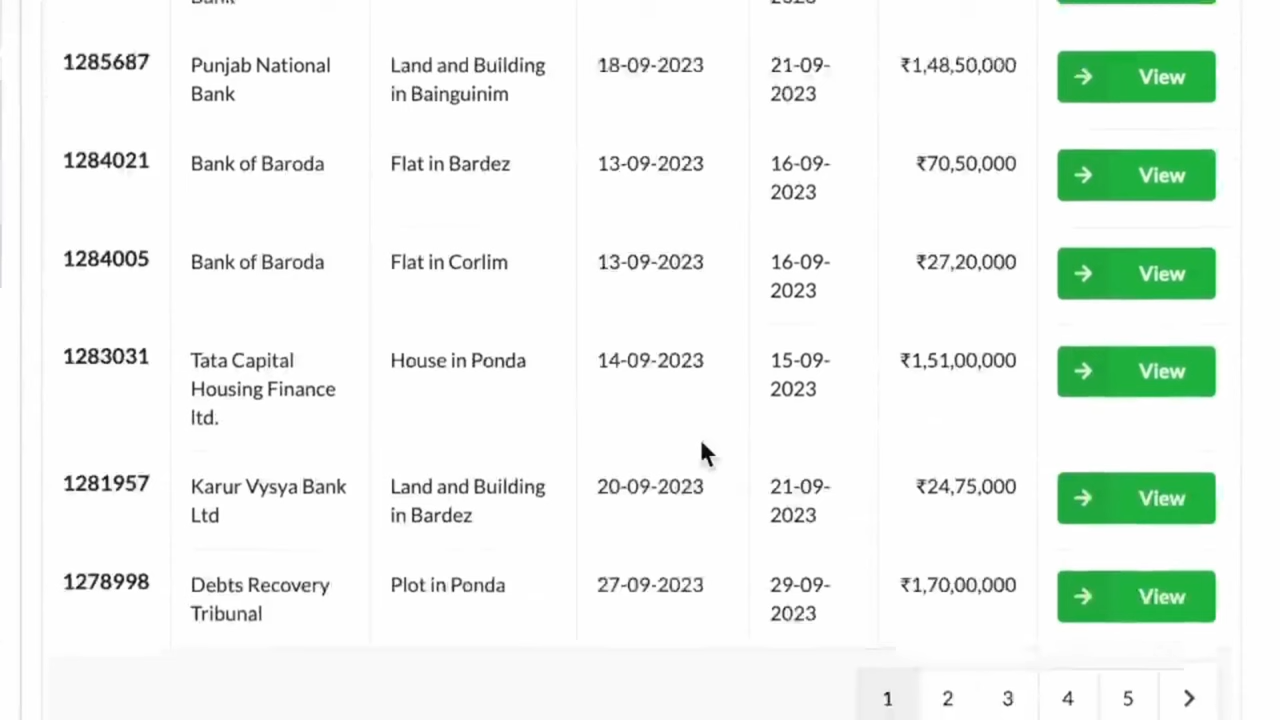 1285687 Punjab National Land and Building 18-09-2023 21-09- ₹1,48,50,000 View
Bank in Bainguinim 2023
1284021 Bank of Baroda Flat in Bardez 13-09-2023 16-09- ₹70,50,000 View
2023
1284005 Bank of Baroda Flat in Corlim 13-09-2023 16-09- ₹27,20,000 View
2023
1283031 Tata Capital House in Ponda 14-09-2023 15-09- ₹1,51,00,000 View
Housing Finance 2023
ltd.
1281957 Karur Vysya Bank Land and Building 20-09-2023 21-09- ₹24,75,000 View
Ltd in Bardez 2023
1278998 Debts Recovery Plot in Ponda 27-09-2023 29-09- ₹1,70,00,000 View
Tribunal 2023
1 2 3 4 5